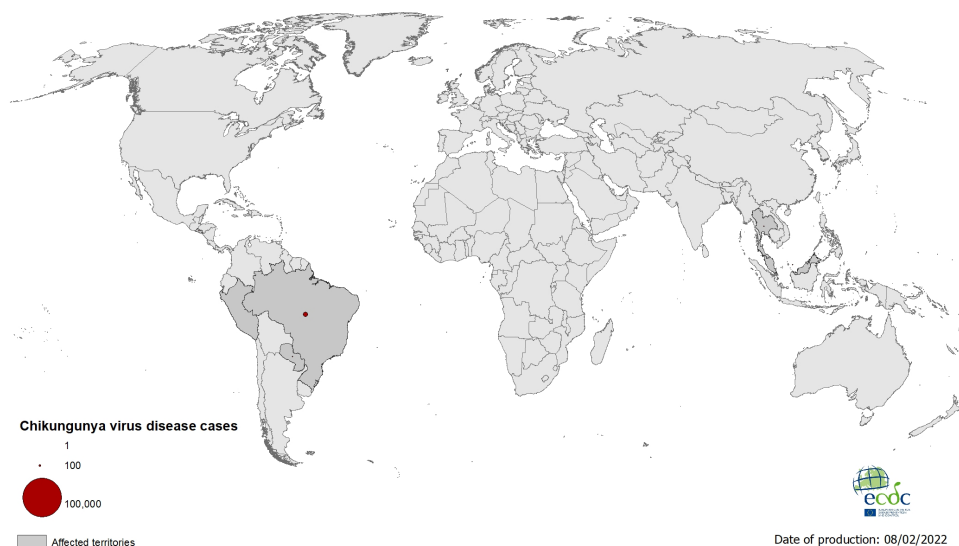 Chikungunya virus disease cases
1
100
100,000
Affected territories
ecdc
Date of production: 08/02/2022